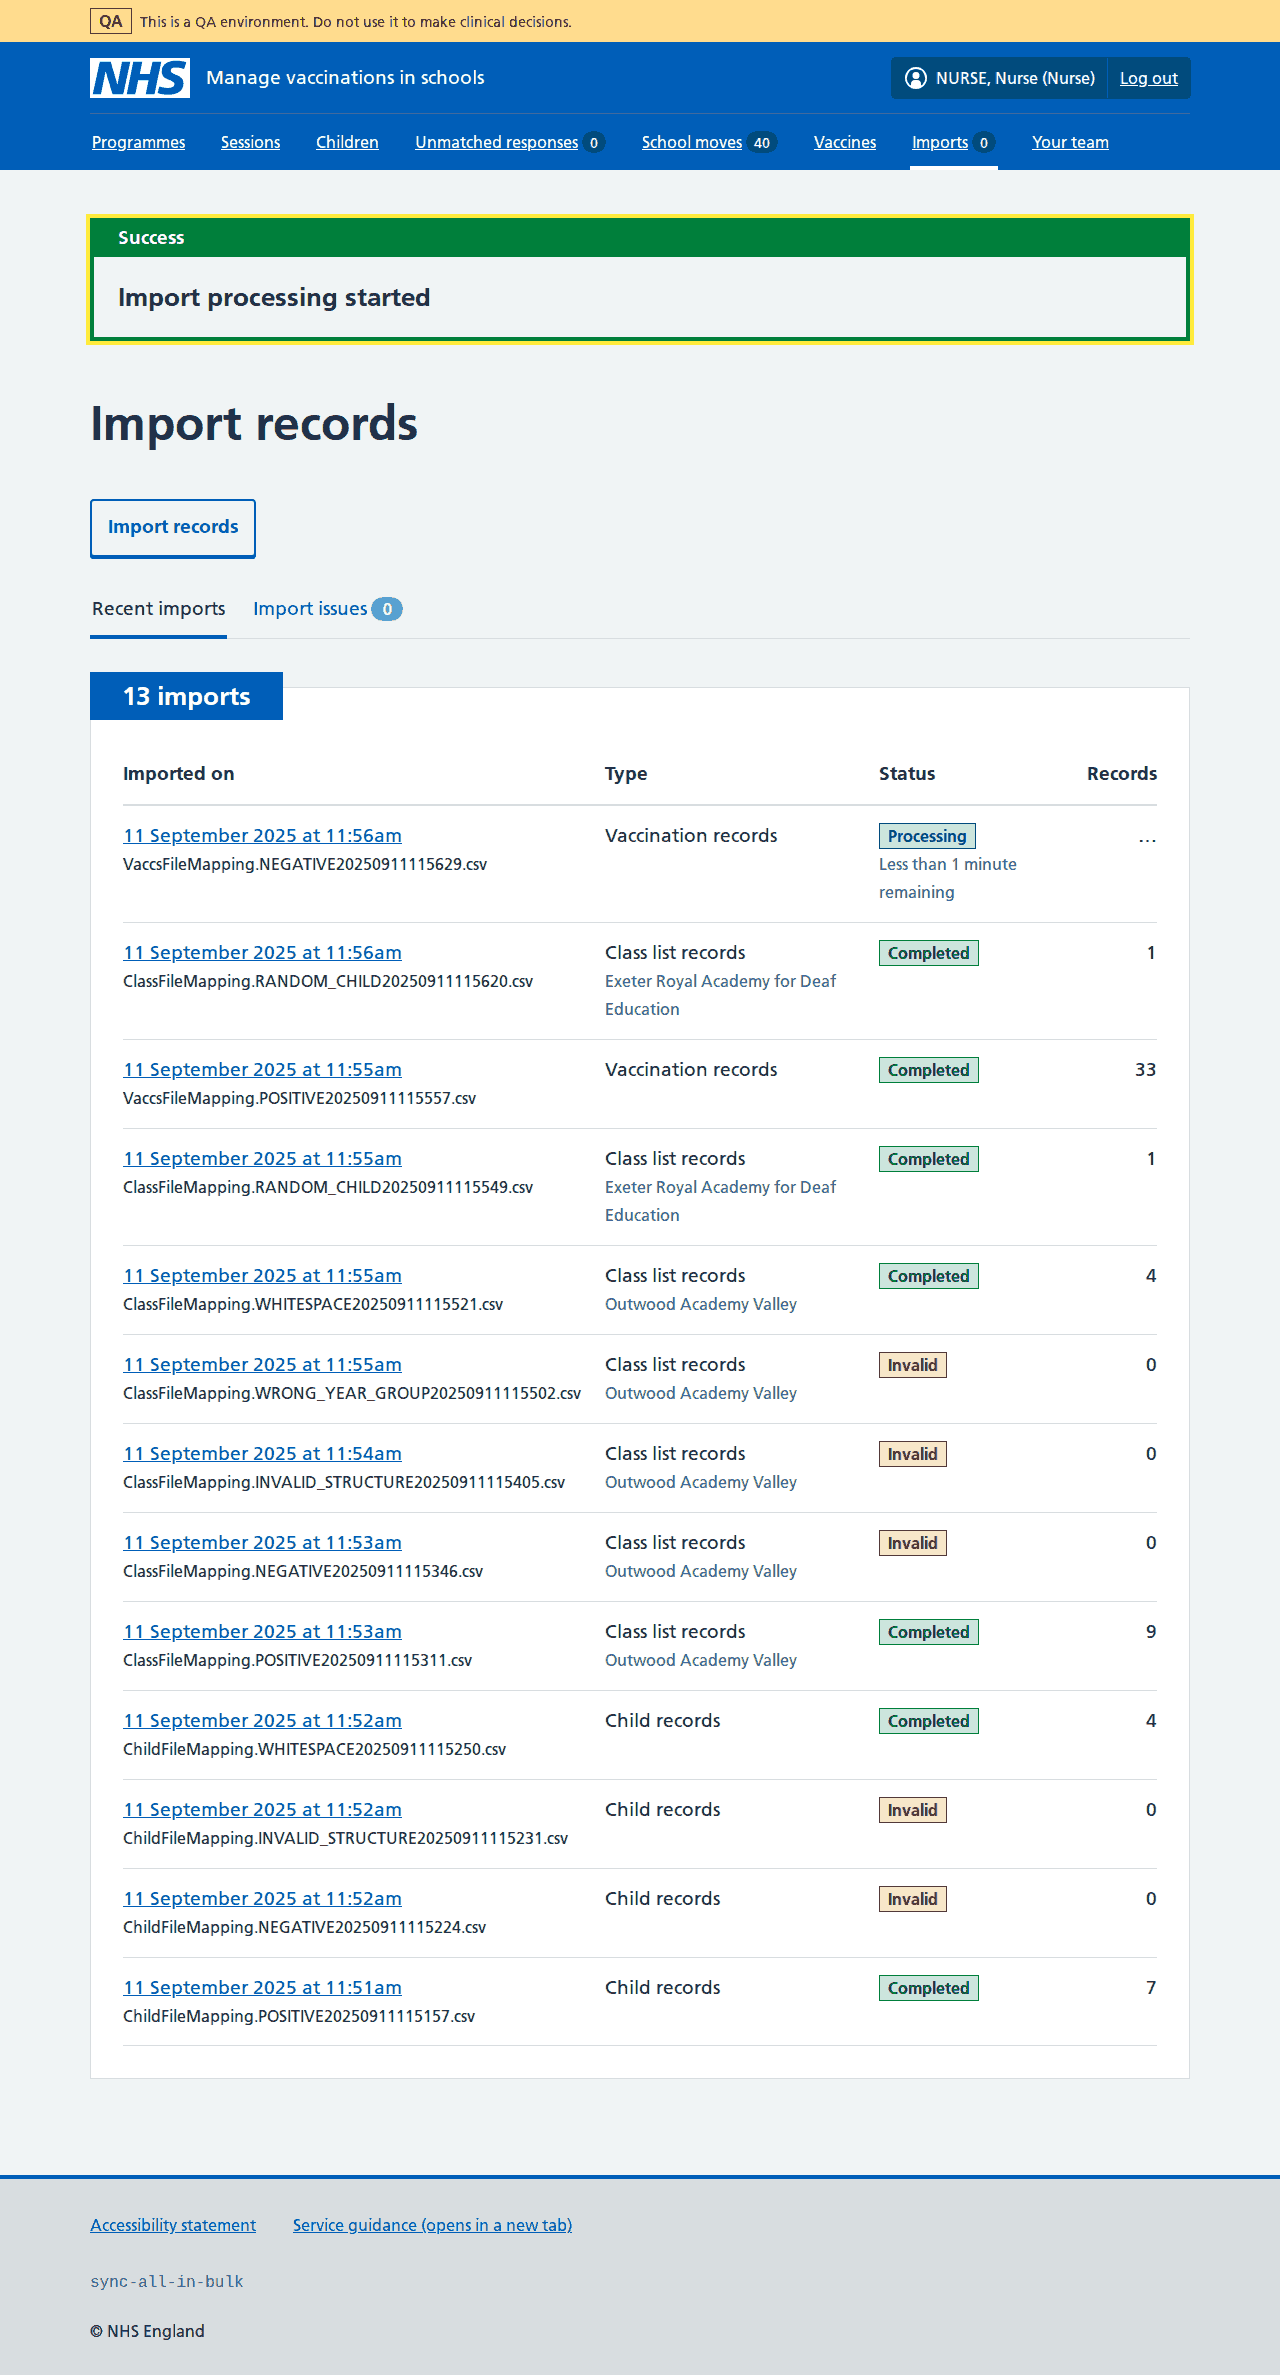 QA This is a QA environment. Do not use it to make clinical decisions.
NHS Manage vaccinations in schools NURSE, Nurse (Nurse) Log out
Programmes Sessions Children Unmatched responses 0 School moves 40 Vaccines Imports 0 Your team
Success
Import processing started
Import records
Import records
Recent imports Import issues 0
13 imports
Imported on Type Status Records
11 September 2025 at 11:56am Vaccination records Processing ...
VaccsFileMapping.NEGATIVE20250911115629.csv Less than 1 minute
remaining
11 September 2025 at 11:56am Class list records Completed 1
ClassFileMapping.RANDOM_CHILD20250911115620.csv Exeter Royal Academy for Deaf
Education
11 September 2025 at 11:55am Vaccination records Completed 33
VaccsFileMapping.POSITIVE20250911115557.csv
11 September 2025 at 11:55am Class list records Completed 1
ClassFileMapping.RANDOM_CHILD20250911115549.csv Exeter Royal Academy for Deaf
Education
11 September 2025 at 11:55am Class list records Completed 4
ClassFileMapping.WHITESPACE20250911115521.csv Outwood Academy Valley
11 September 2025 at 11:55am Class list records Invalid 0
ClassFileMapping.WRONG_YEAR_GROUP20250911115502.csv Outwood Academy Valley
11 September 2025 at 11:54am Class list records Invalid 0
ClassFileMapping.INVALID_STRUCTURE20250911115405.csv Outwood Academy Valley
11 September 2025 at 11:53am Class list records Invalid 0
ClassFileMapping.NEGATIVE20250911115346.csv Outwood Academy Valley
11 September 2025 at 11:53am Class list records Completed 9
ClassFileMapping.POSITIVE20250911115311.csv Outwood Academy Valley
11 September 2025 at 11:52am Child records Completed 4
ChildFileMapping.WHITESPACE20250911115250.csv
11 September 2025 at 11:52am Child records Invalid 0
ChildFileMapping.INVALID_STRUCTURE20250911115231.csv
11 September 2025 at 11:52am Child records Invalid 0
ChildFileMapping.NEGATIVE20250911115224.csv
11 September 2025 at 11:51am Child records Completed 7
ChildFileMapping.POSITIVE20250911115157.csv
Accessibility statement Service guidance (opens in a new tab)
sync-all-in-bulk
© NHS England